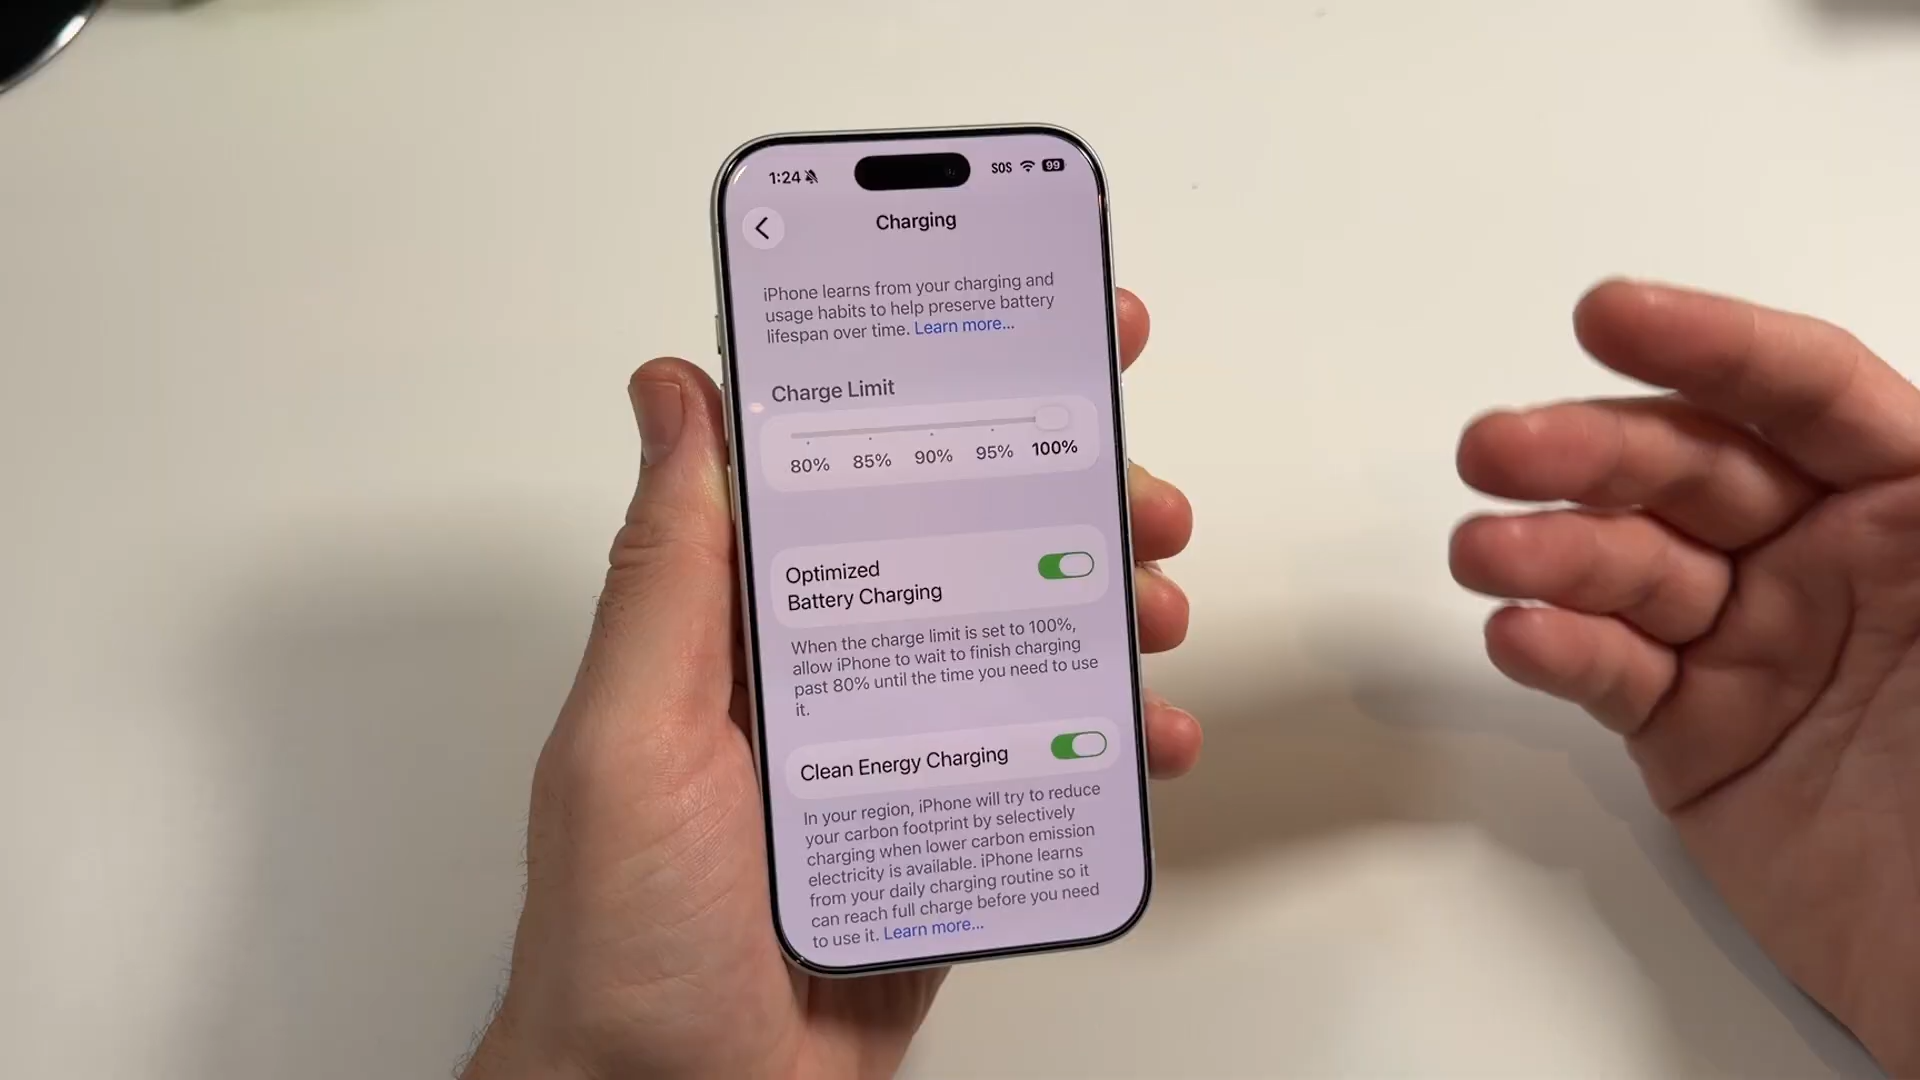 1:24 SOS 99
Charging
iPhone learns from your charging and
usage habits to help preserve battery
lifespan over time. Learn more...
Charge Limit
80% 85% 90% 95% 100%
Optimized
Battery Charging
When the charge limit is set to 100%,
allow iPhone to wait to finish charging
past 80% until the time you need to use
it.
Clean Energy Charging
In your region, iPhone will try to reduce
your carbon footprint by selectively
charging when lower carbon emission
electricity is available. iPhone learns
from your daily charging routine so it
can reach full charge before you need
to use it. Learn more...